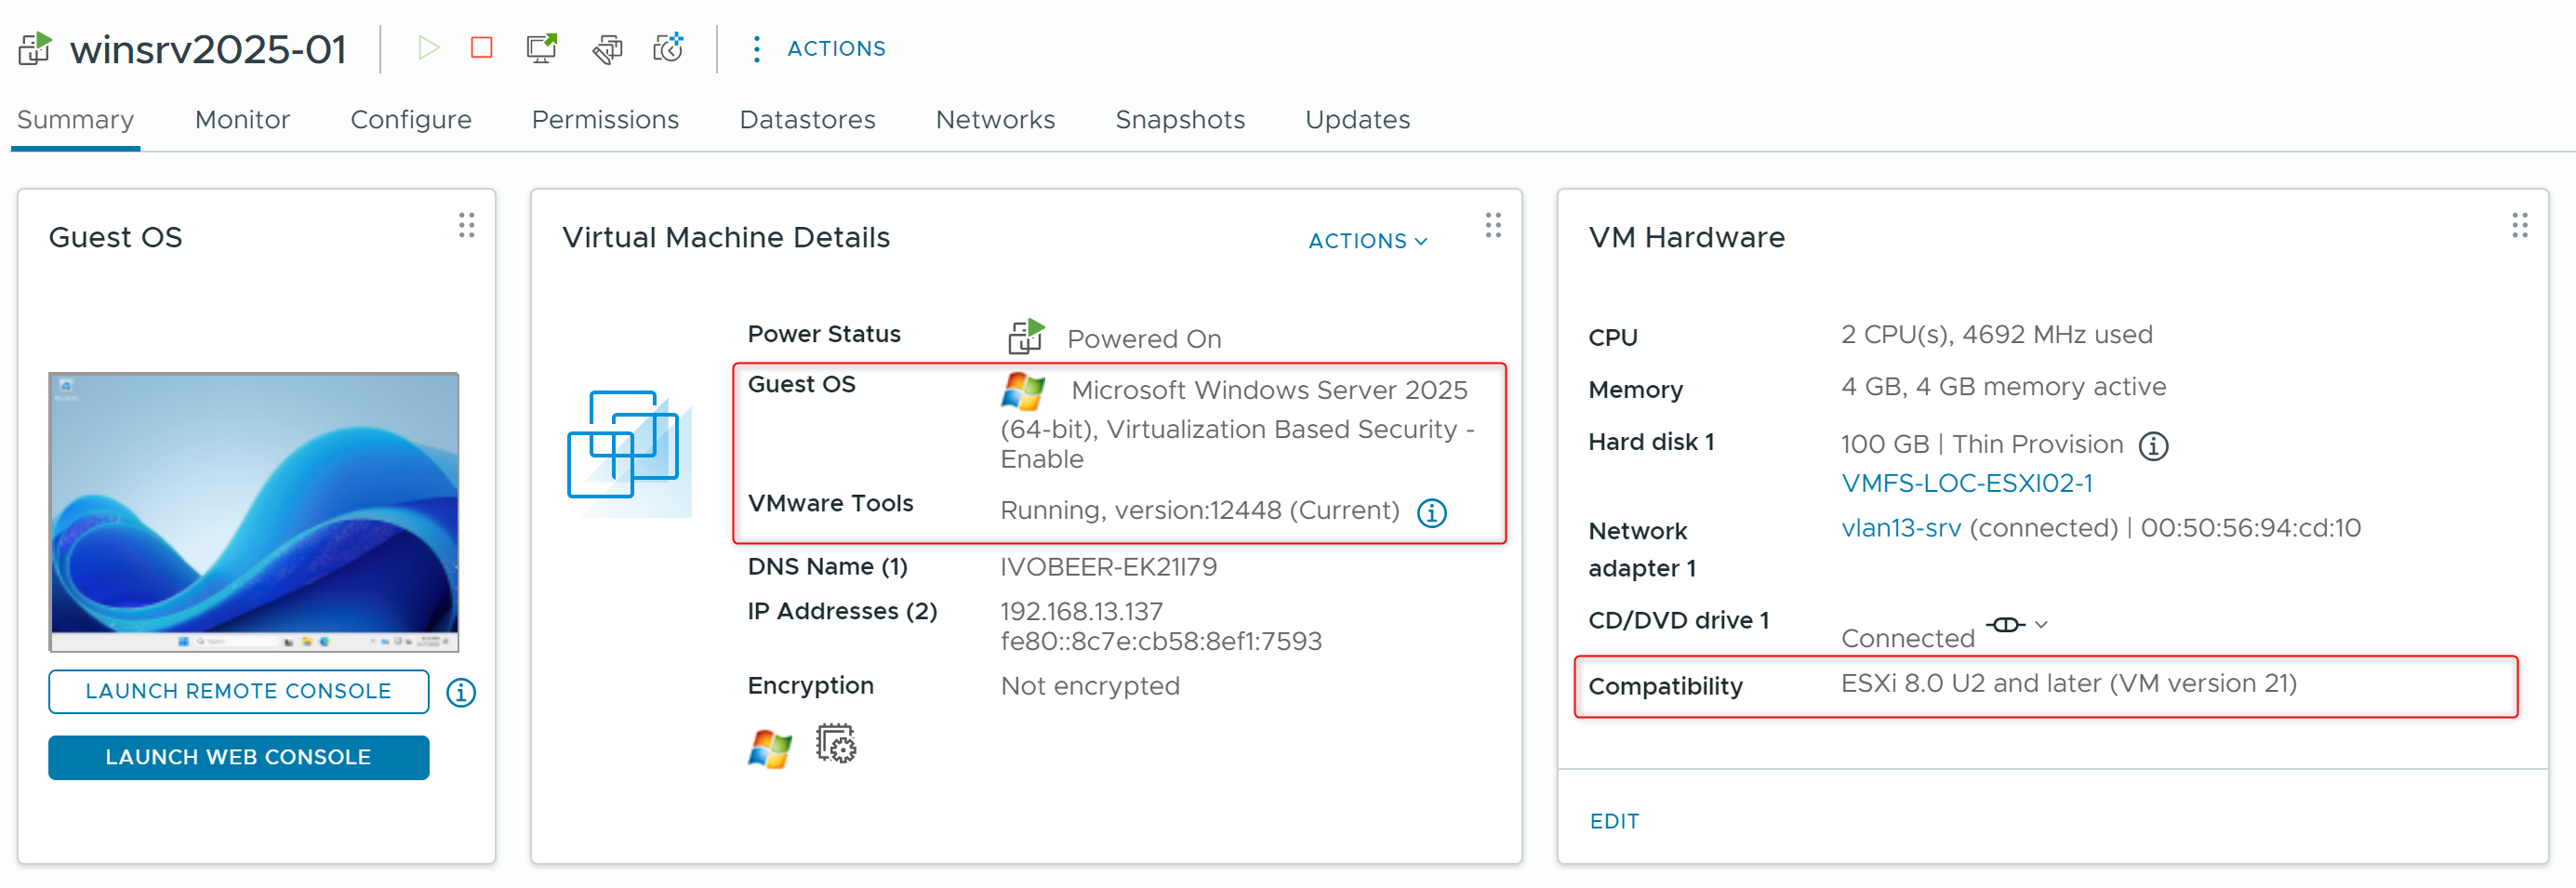 winsrv2025-01
ACTIONS
Summary Monitor Configure Permissions Datastores Networks Snapshots Updates
Guest OS
LAUNCH REMOTE CONSOLE
LAUNCH WEB CONSOLE
Virtual Machine Details
ACTIONS
Power Status Powered On
Guest OS Microsoft Windows Server 2025
(64-bit), Virtualization Based Security -
Enable
VMware Tools Running, version:12448 (Current)
DNS Name (1) IVOBEER-EK21I79
IP Addresses (2) 192.168.13.137
fe80::8c7e:cb58:8ef1:7593
Encryption Not encrypted
VM Hardware
CPU 2 CPU(s), 4692 MHz used
Memory 4 GB, 4 GB memory active
Hard disk 1 100 GB | Thin Provision
VMFS-LOC-ESXI02-1
Network vlan13-srv (connected) | 00:50:56:94:cd:10
adapter 1
CD/DVD drive 1 Connected
Compatibility ESXi 8.0 U2 and later (VM version 21)
EDIT